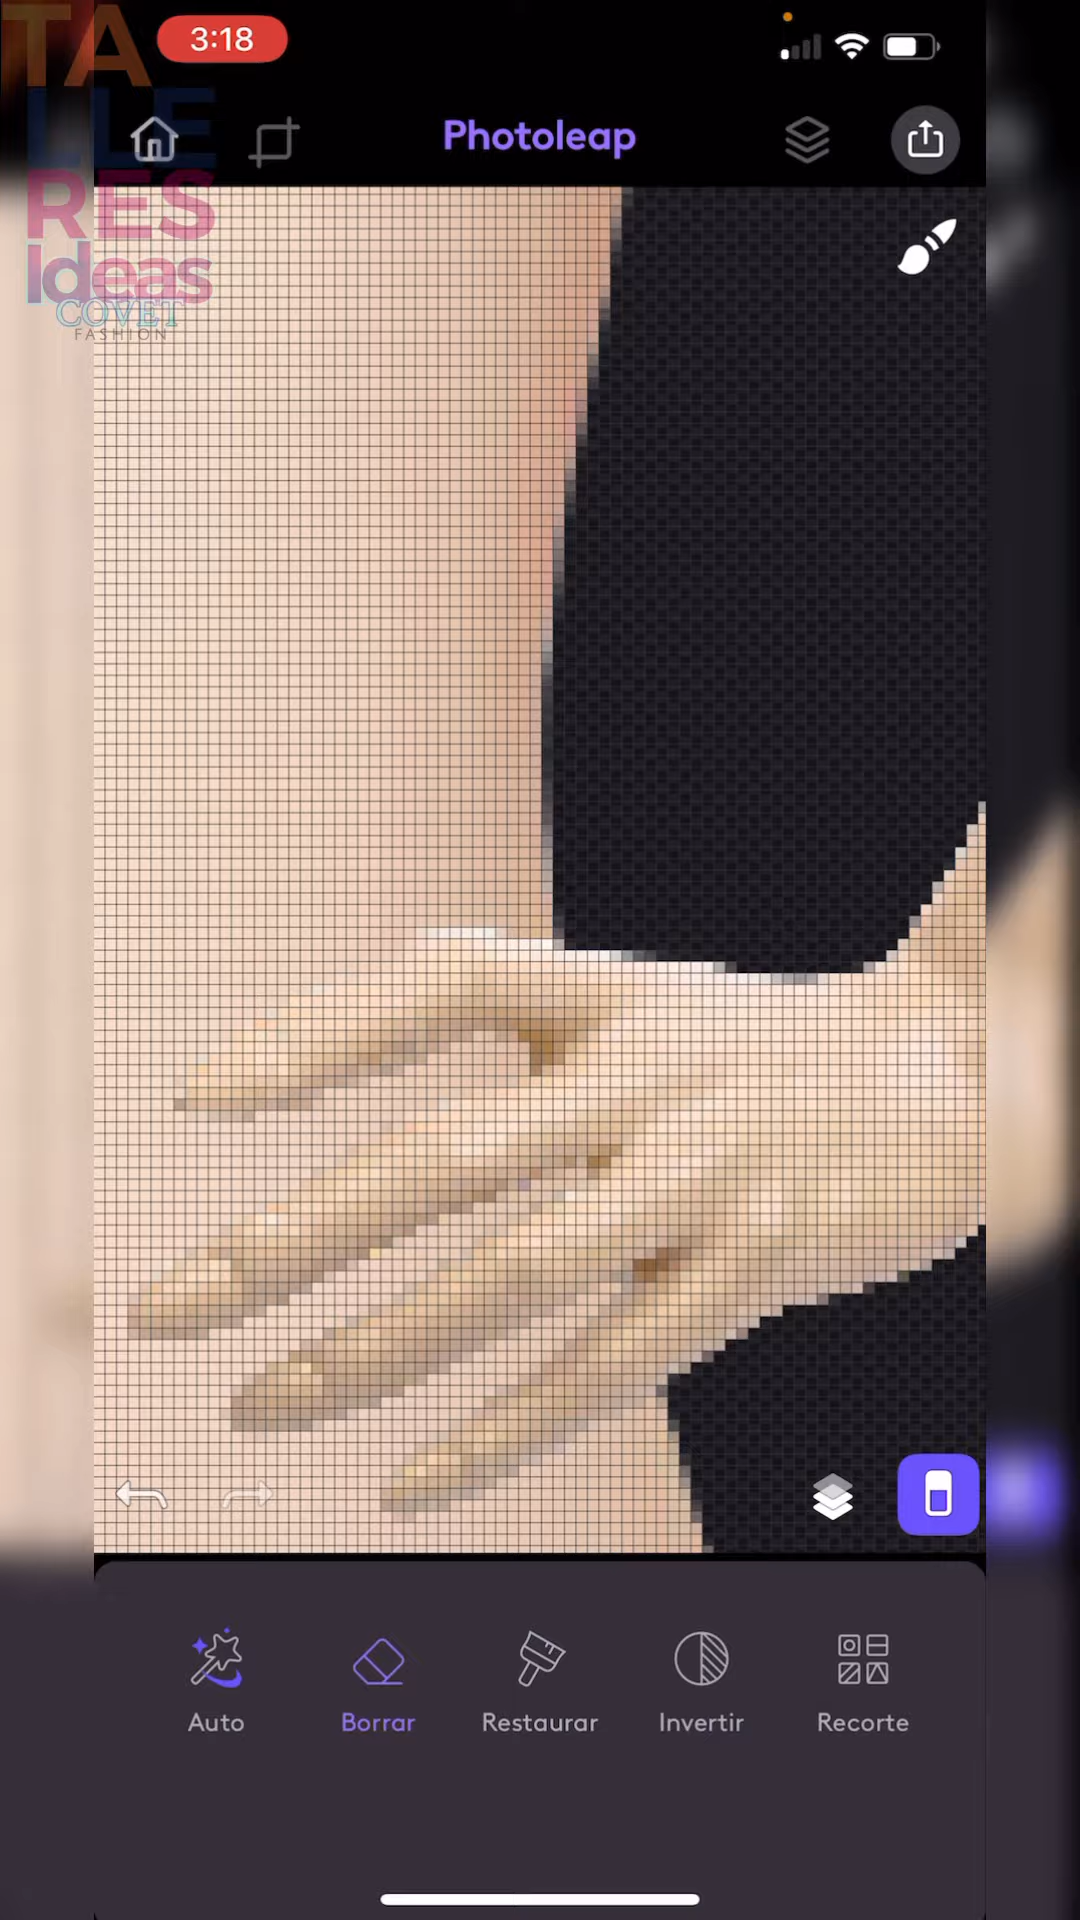 TA
LLE
RES
Ideas
COVET
FASHION
3:18
Photoleap
Auto
Borrar
Restaurar
Invertir
Recorte